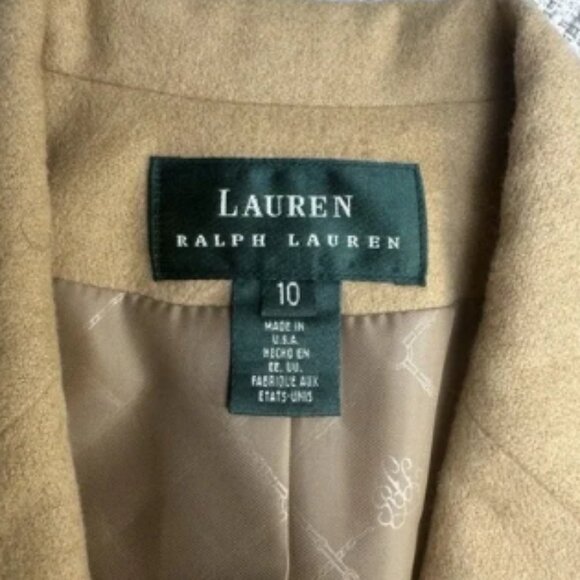 LAUREN
RALPH LAUREN
10
MADE IN
U.S.A.
HECHO EN
EE. UU.
FABRIQUE AUX
ETATS-UNIS